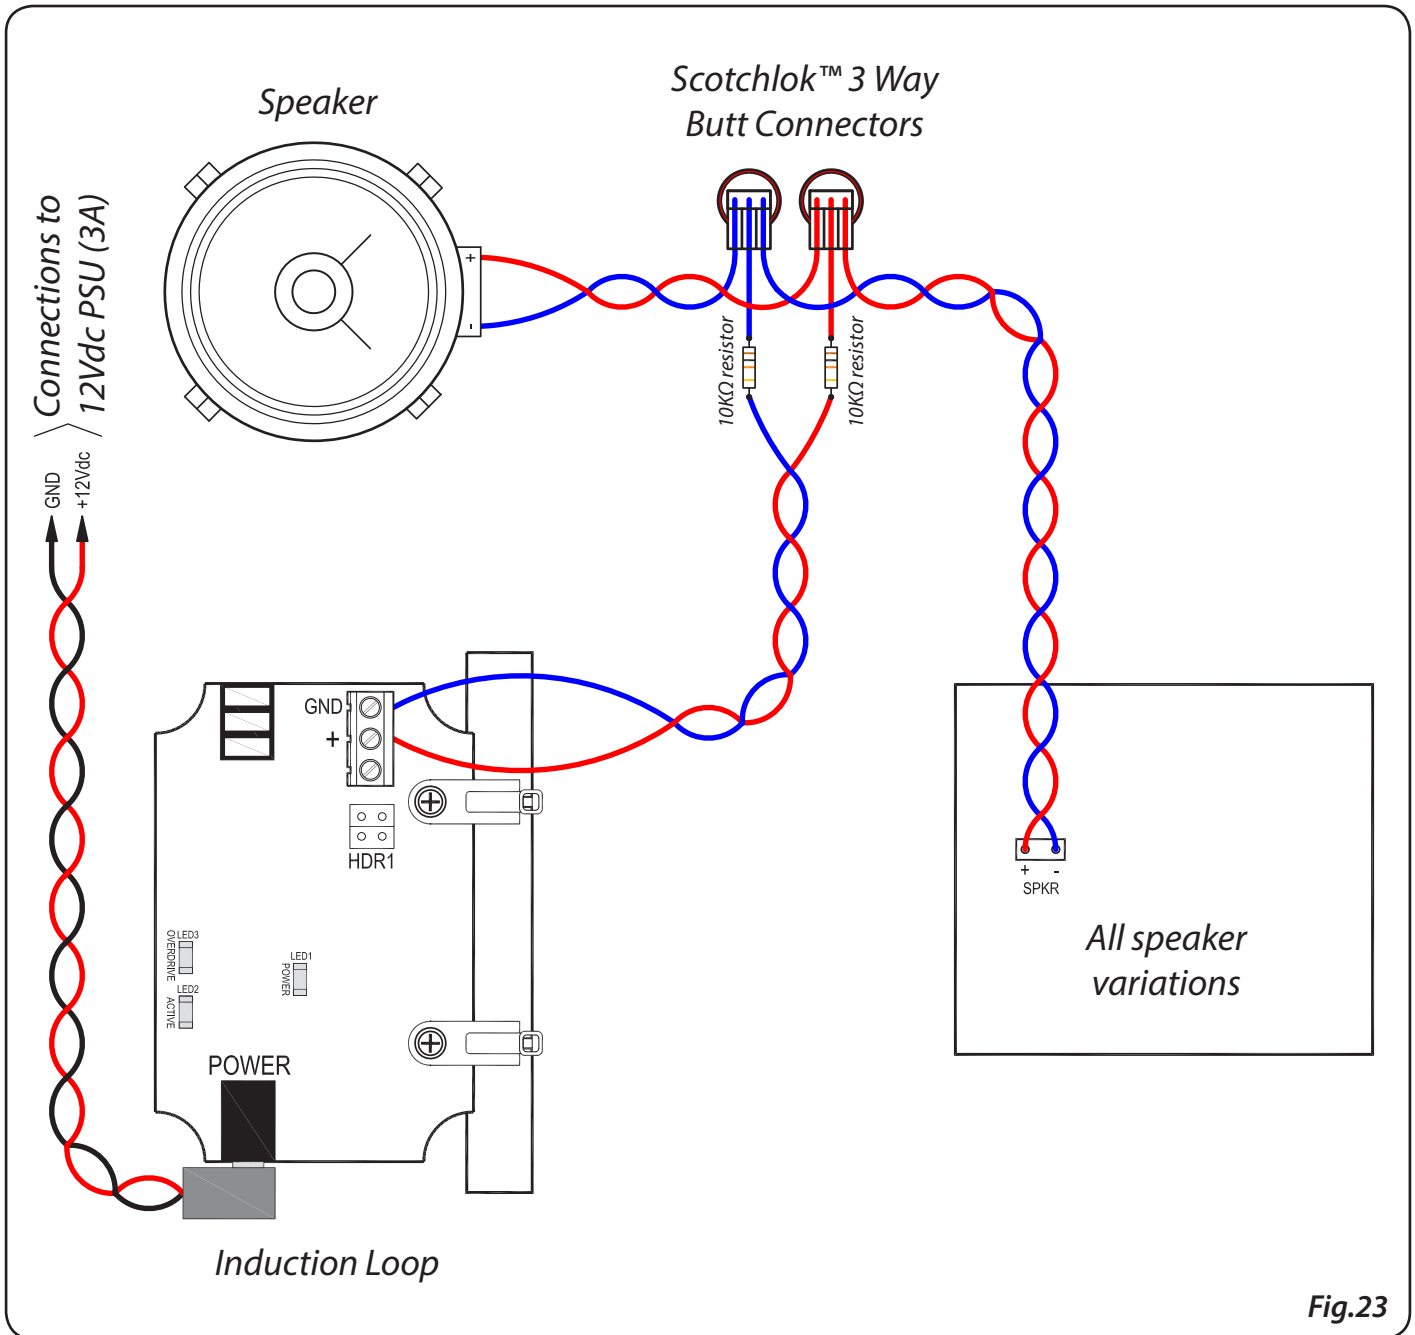 Speaker
Scotchlok™ 3 Way
Butt Connectors
Connections to
12Vdc PSU (3A)
GND
+12Vdc
+
-
10KΩ resistor
10KΩ resistor
GND
+
HDR1
LED3
OVERDRIVE
LED1
POWER
LED2
ACTIVE
POWER
Induction Loop
+ -
SPKR
All speaker
variations
Fig.23